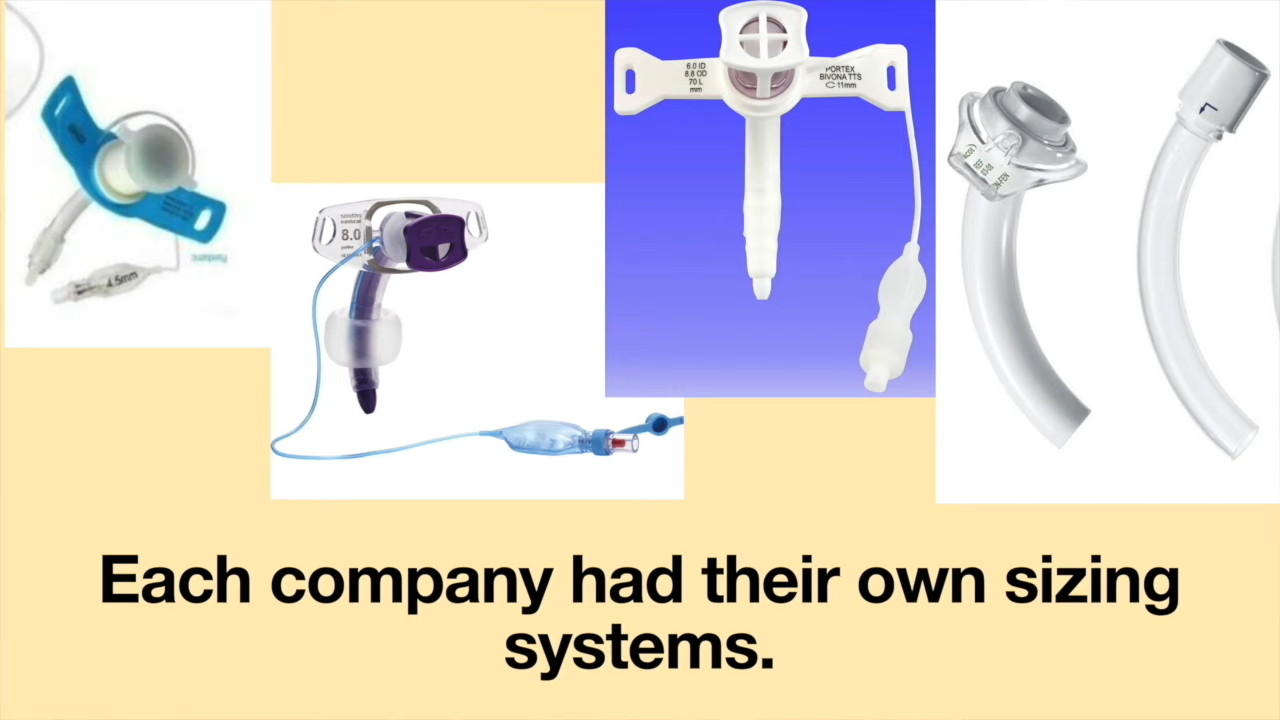 4.5mm
8.0
6.0 ID
8.8 OD
70 L
mm
PORTEX
BIVONA TTS
11mm
Each company had their own sizing
systems.